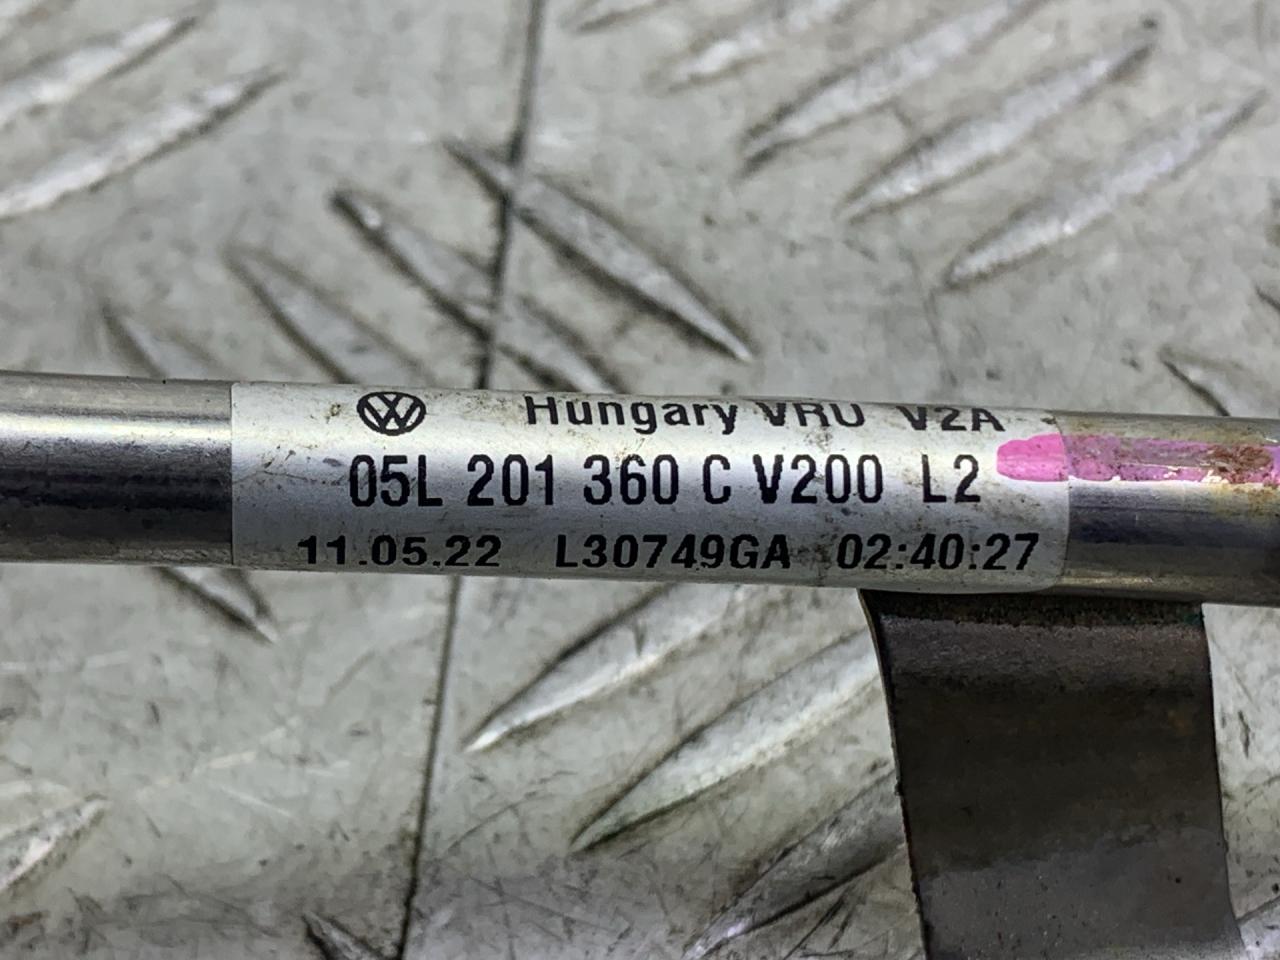 Hungary VRU V2A
05L 201 360 C V200 L2
11.05.22 L30749GA 02:40:27